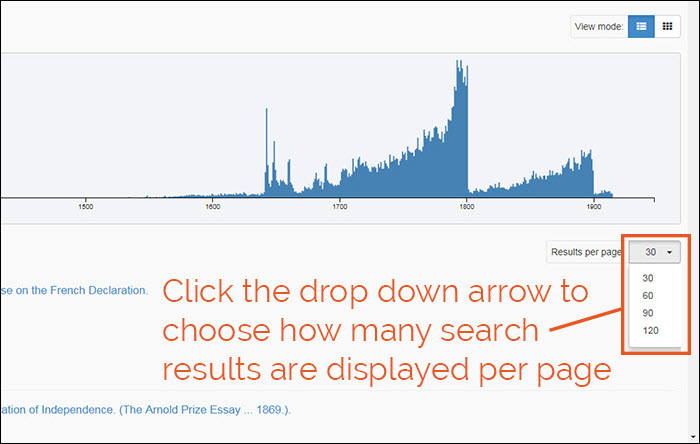 View mode:
1500 1600 1700 1800 1900
Results per page 30
30
60
90
120
se on the French Declaration.
Click the drop down arrow to
choose how many search
results are displayed per page
ation of Independence. (The Arnold Prize Essay ... 1869.).